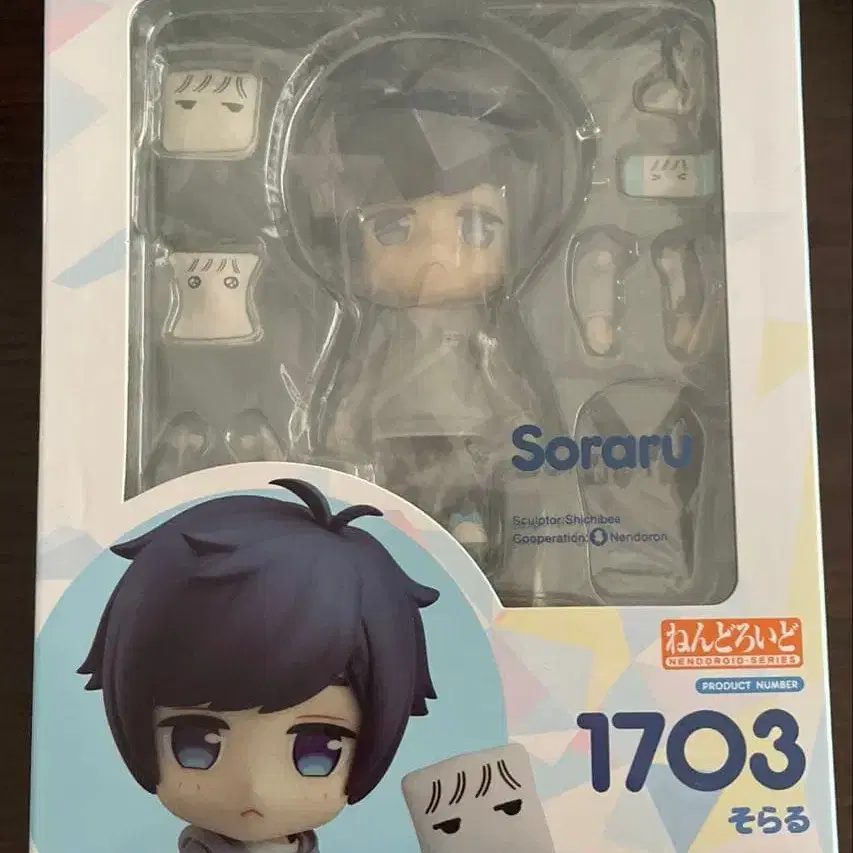 Soraru
Sculptor:Shichibee
Cooperation: Nendoron
ねんどろいど
NENDOROID-SERIES
PRODUCT NUMBER
1703
そらる